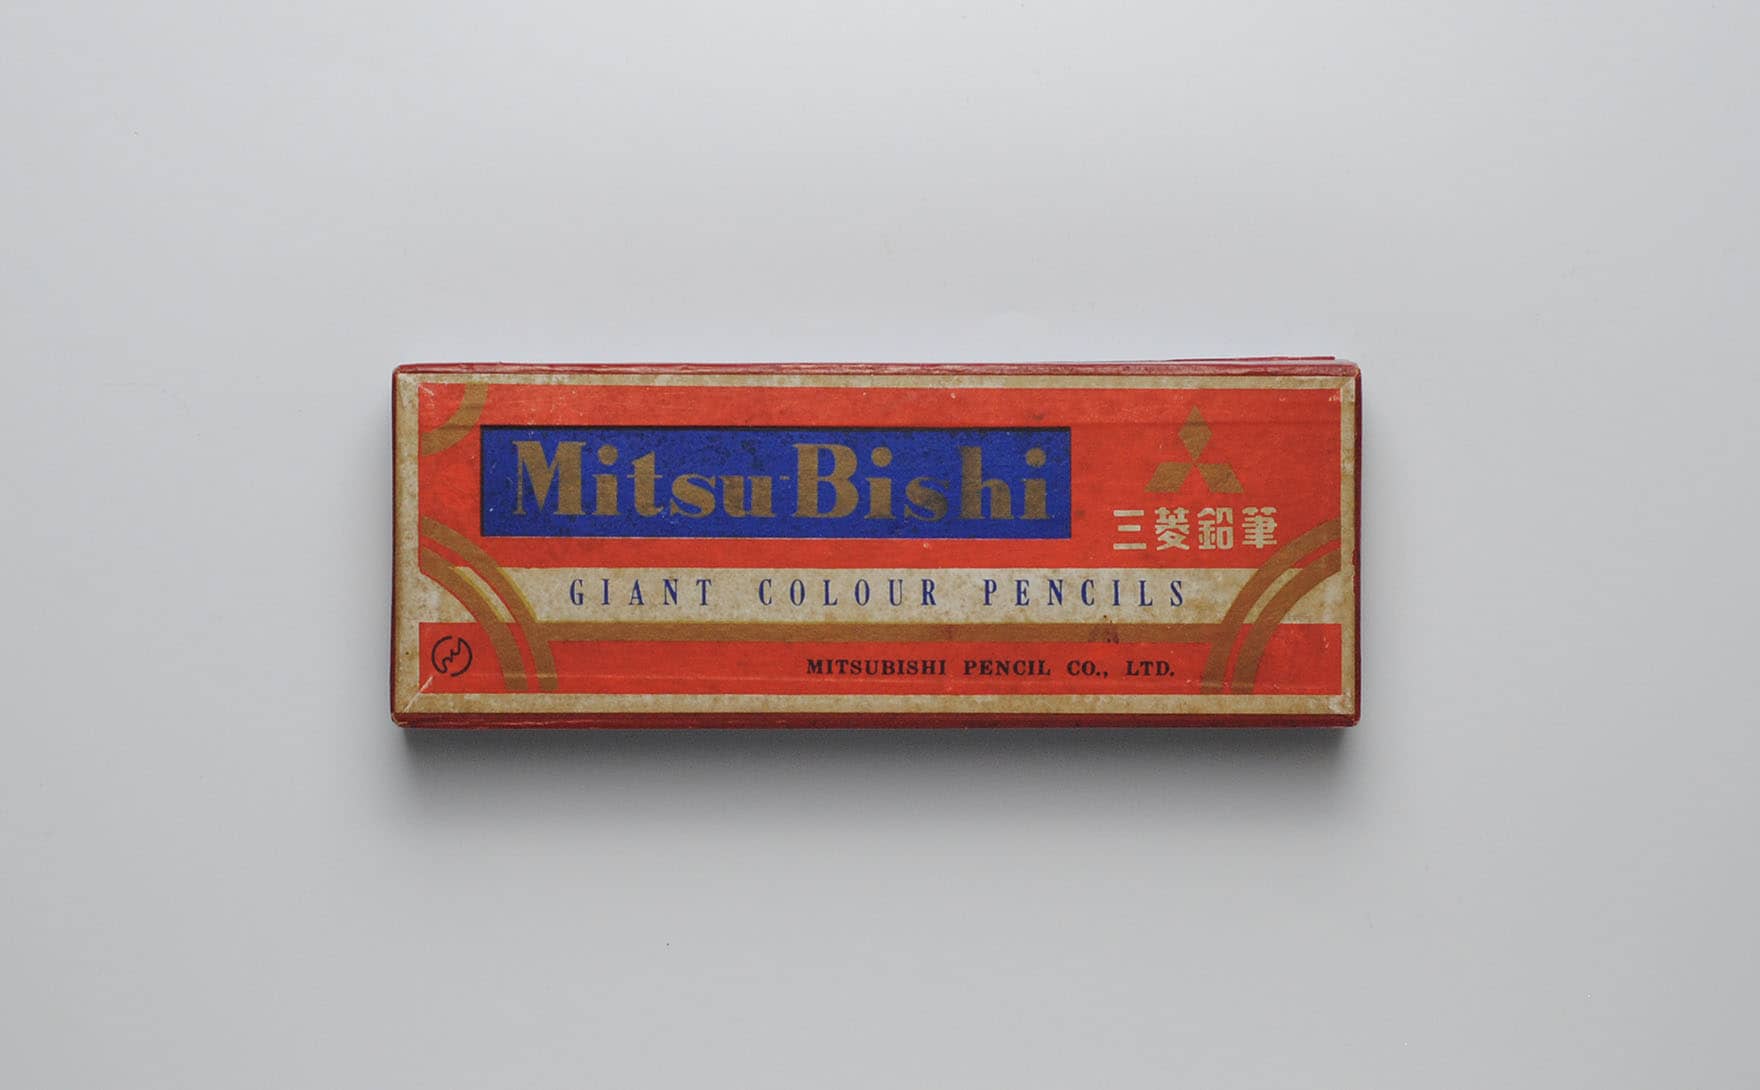 Mitsu-Bishi
三菱鉛筆
GIANT COLOUR PENCILS
MITSUBISHI PENCIL CO., LTD.